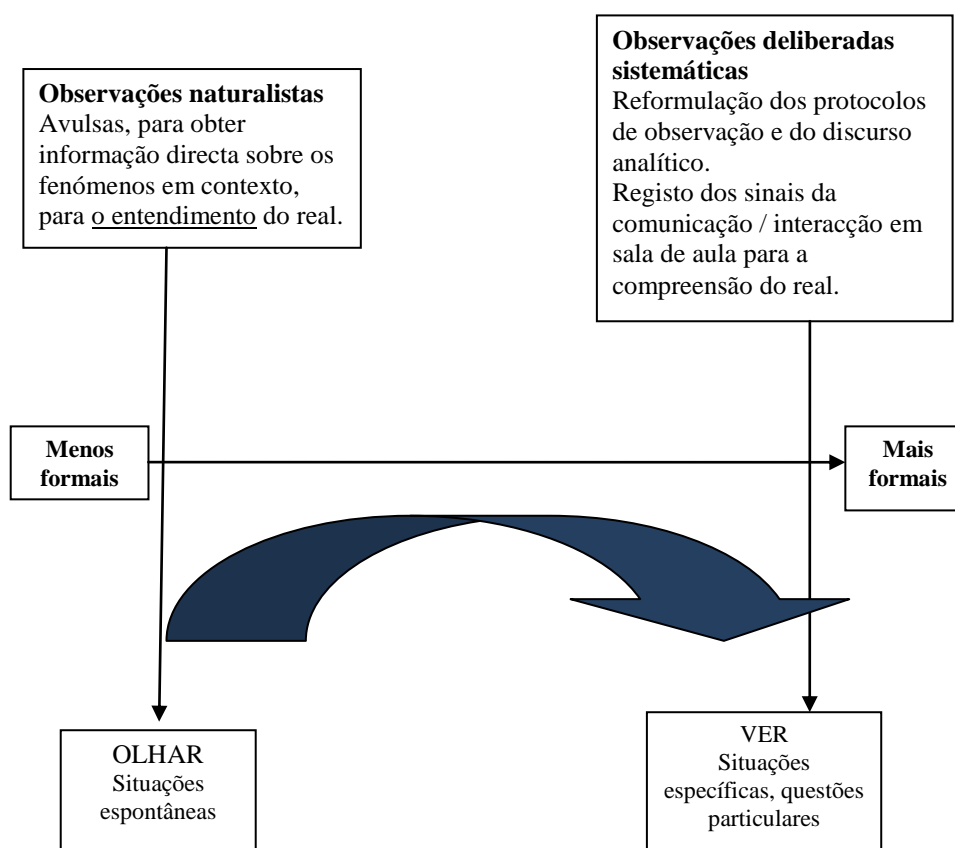 Observações naturalistas
Avulsas, para obter
informação directa sobre os
fenómenos em contexto,
para o entendimento do real.
Observações deliberadas
sistemáticas
Reformulação dos protocolos
de observação e do discurso
analítico.
Registo dos sinais da
comunicação / interacção em
sala de aula para a
compreensão do real.
Menos
formais
Mais
formais
OLHAR
Situações
espontâneas
VER
Situações
específicas, questões
particulares